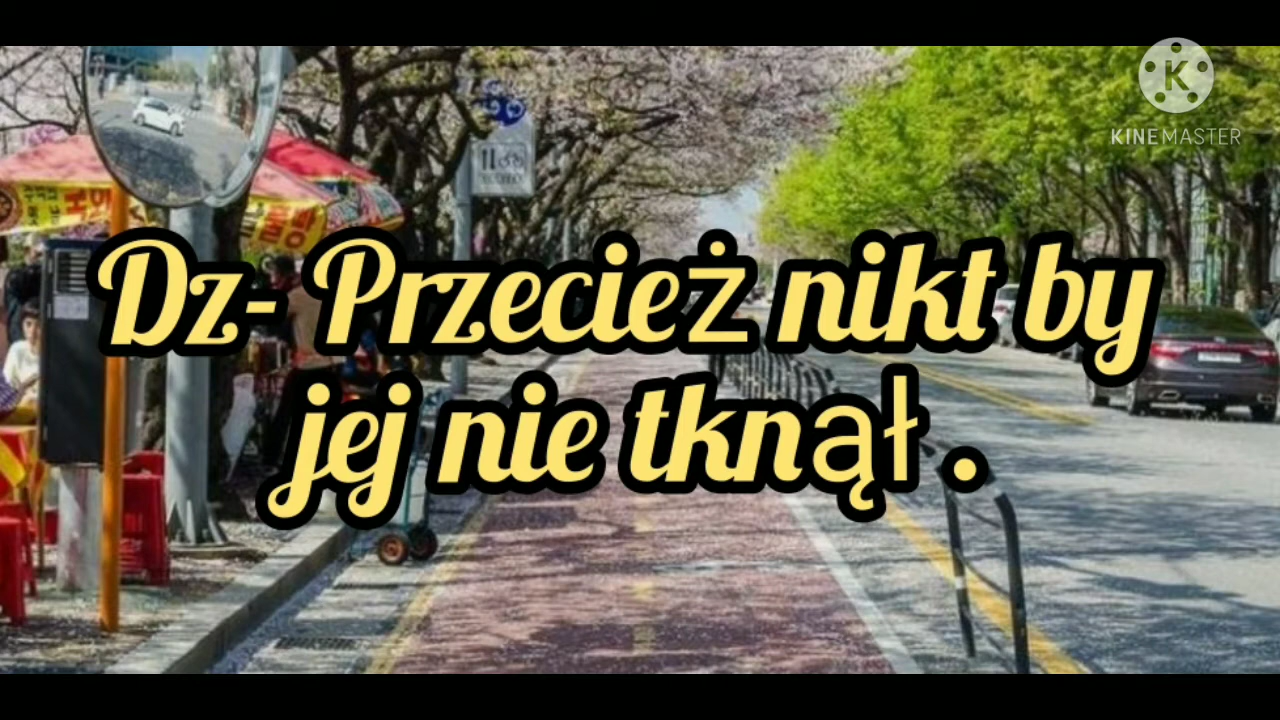 KINEMASTER
Dz- Przecież nikt by
jej nie tknął .